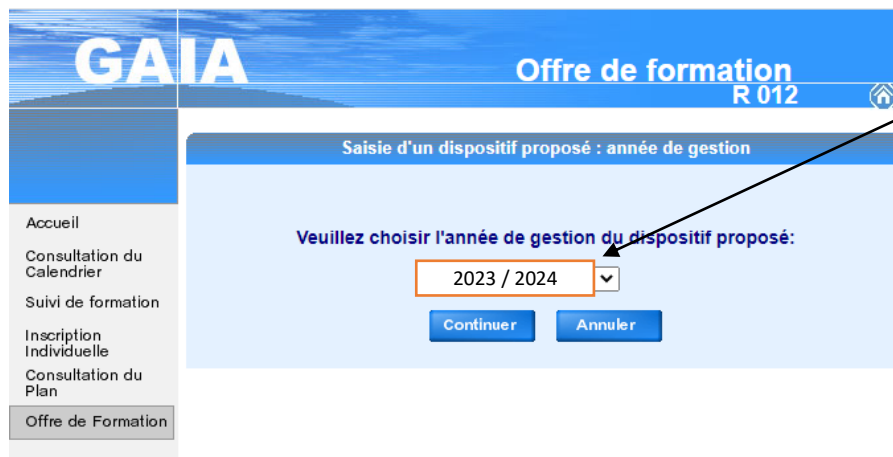 GAIA
Offre de formation
R 012
Saisie d'un dispositif proposé : année de gestion
Accueil
Consultation du
Calendrier
Suivi de formation
Inscription
Individuelle
Consultation du
Plan
Offre de Formation
Veuillez choisir l'année de gestion du dispositif proposé:
2023 / 2024
Continuer Annuler